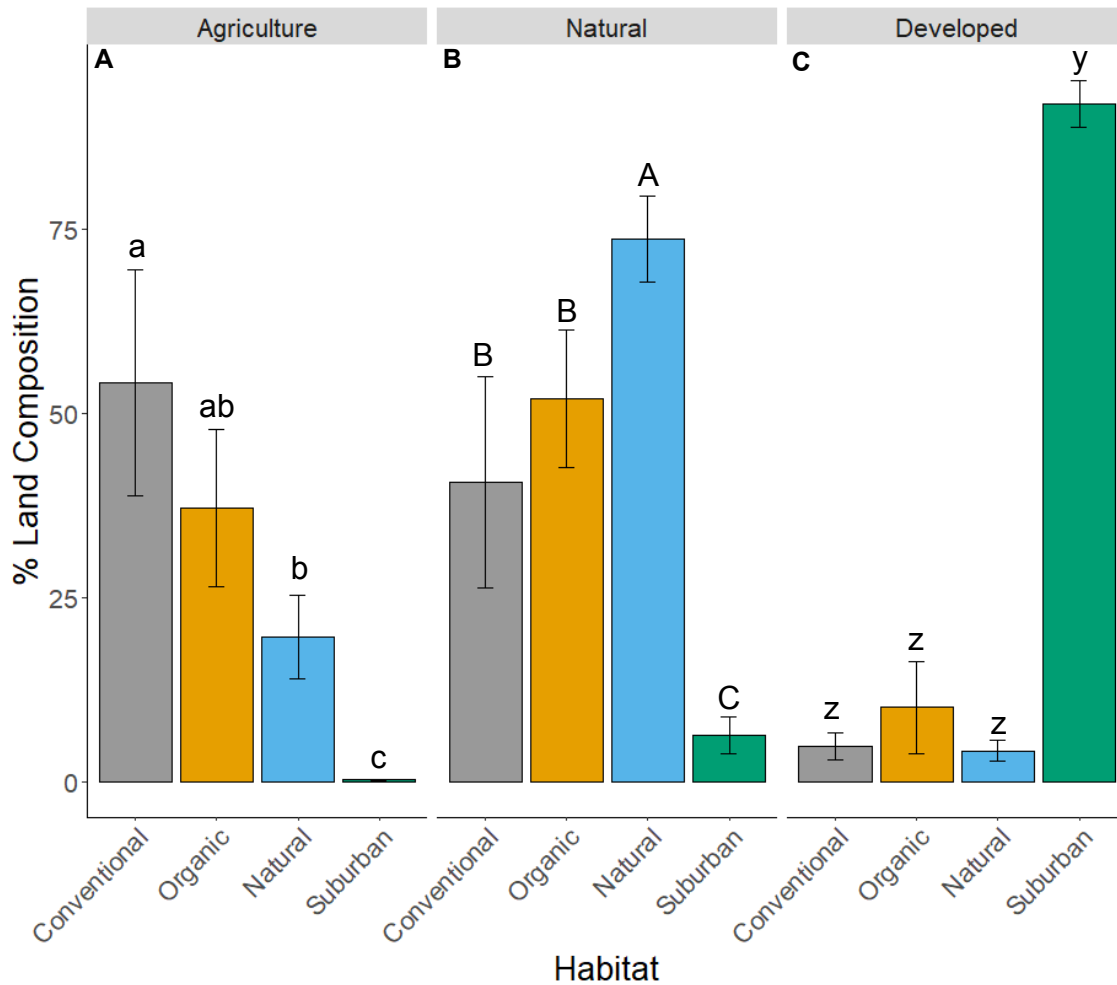 Agriculture
Natural
Developed
A
B
C
% Land Composition
75
50
25
0
a
ab
b
c
B
B
A
C
z
z
z
y
Conventional
Organic
Natural
Suburban
Conventional
Organic
Natural
Suburban
Conventional
Organic
Natural
Suburban
Habitat